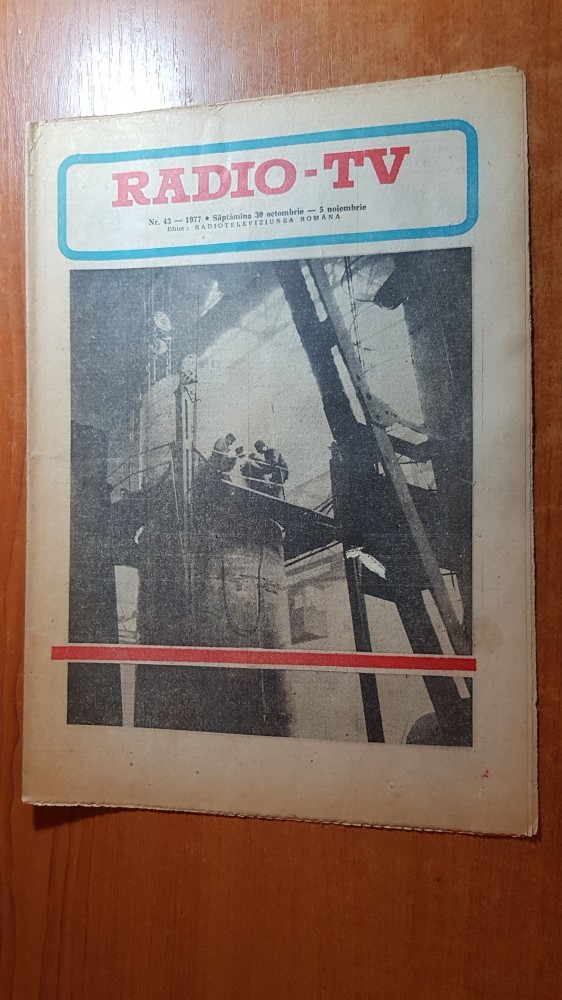 RADIO-TV
Nr. 43 — 1977 • Săptămîna 30 octombrie — 5 noiembrie
Editor: RADIOTELEVIZIUNEA ROMÂNĂ